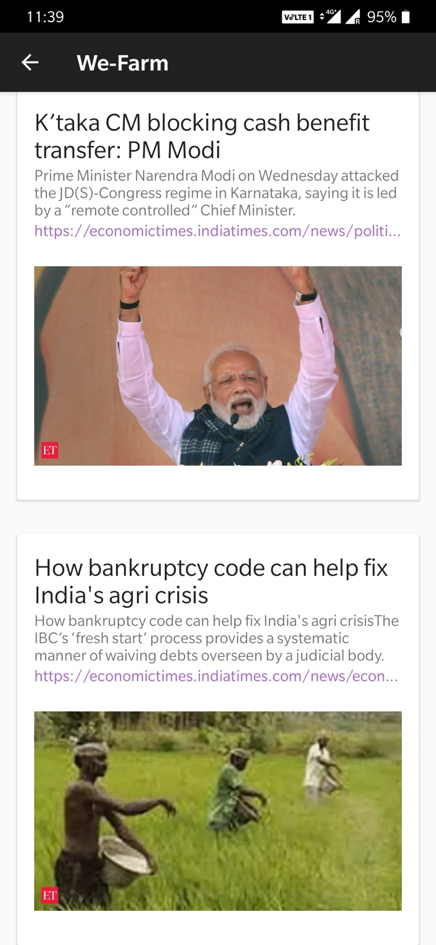 11:39
VoLTE 1
4G+
R
95%
We-Farm
K'taka CM blocking cash benefit
transfer: PM Modi
Prime Minister Narendra Modi on Wednesday attacked
the JD(S)-Congress regime in Karnataka, saying it is led
by a “remote controlled” Chief Minister.
https://economictimes.indiatimes.com/news/politi...
ET
How bankruptcy code can help fix
India's agri crisis
How bankruptcy code can help fix India's agri crisisThe
IBC's ‘fresh start’ process provides a systematic
manner of waiving debts overseen by a judicial body.
https://economictimes.indiatimes.com/news/econ...
ET